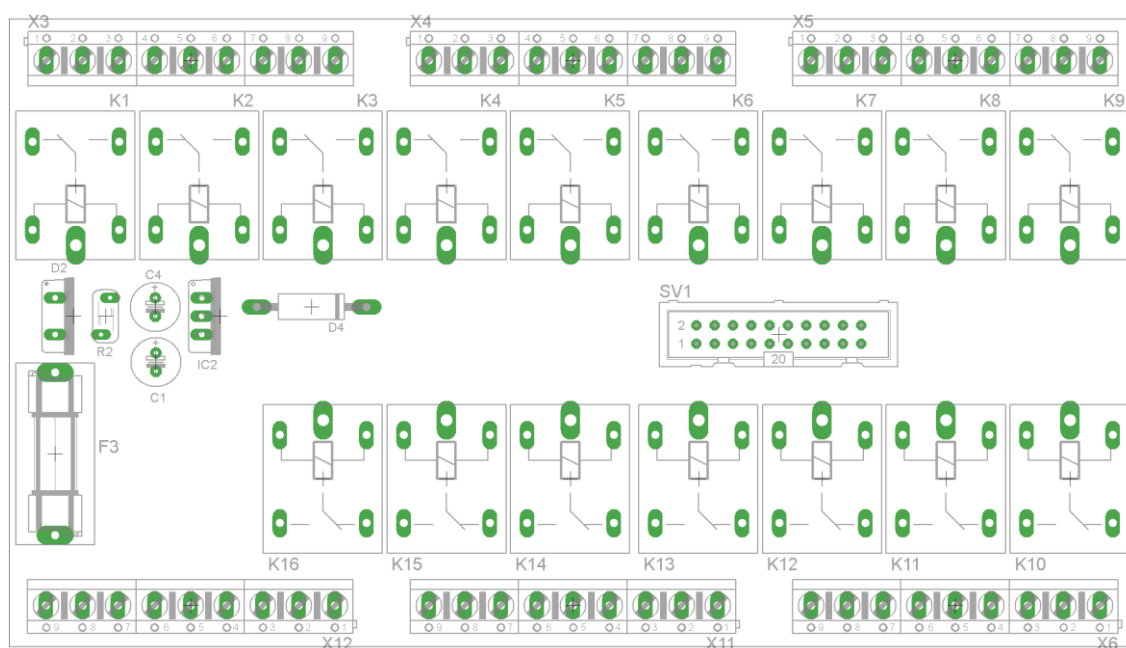 X3 X4 X5
1 2 3 4 5 6 7 8 9 1 2 3 4 5 6 7 8 9 1 2 3 4 5 6 7 8 9
K1 K2 K3 K4 K5 K6 K7 K8 K9
D2 C4
SV1
2
D4
1
R2 IC2 20
C1
F3
K16 K15 K14 K13 K12 K11 K10
9 8 7 6 5 4 3 2 1 9 8 7 6 5 4 3 2 1 9 8 7 6 5 4 3 2 1
X12 X11 X6